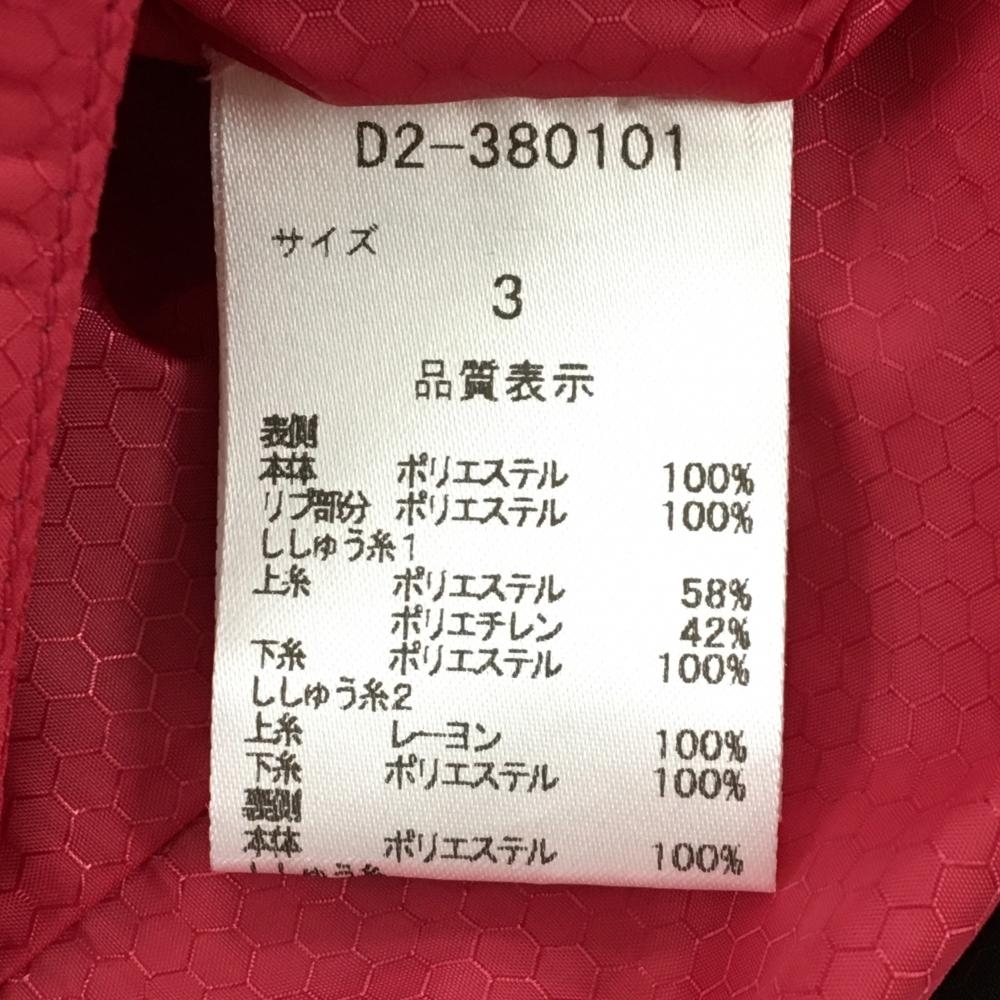 D2-380101
サイズ
3
品質表示
表側
本体 ポリエステル 100%
リブ部分 ポリエステル 100%
ししゅう糸1
上糸 ポリエステル 58%
ポリエチレン 42%
下糸 ポリエステル 100%
ししゅう糸2
上糸 レーヨン 100%
下糸 ポリエステル 100%
裏側
本体 ポリエステル 100%
ししゅう糸